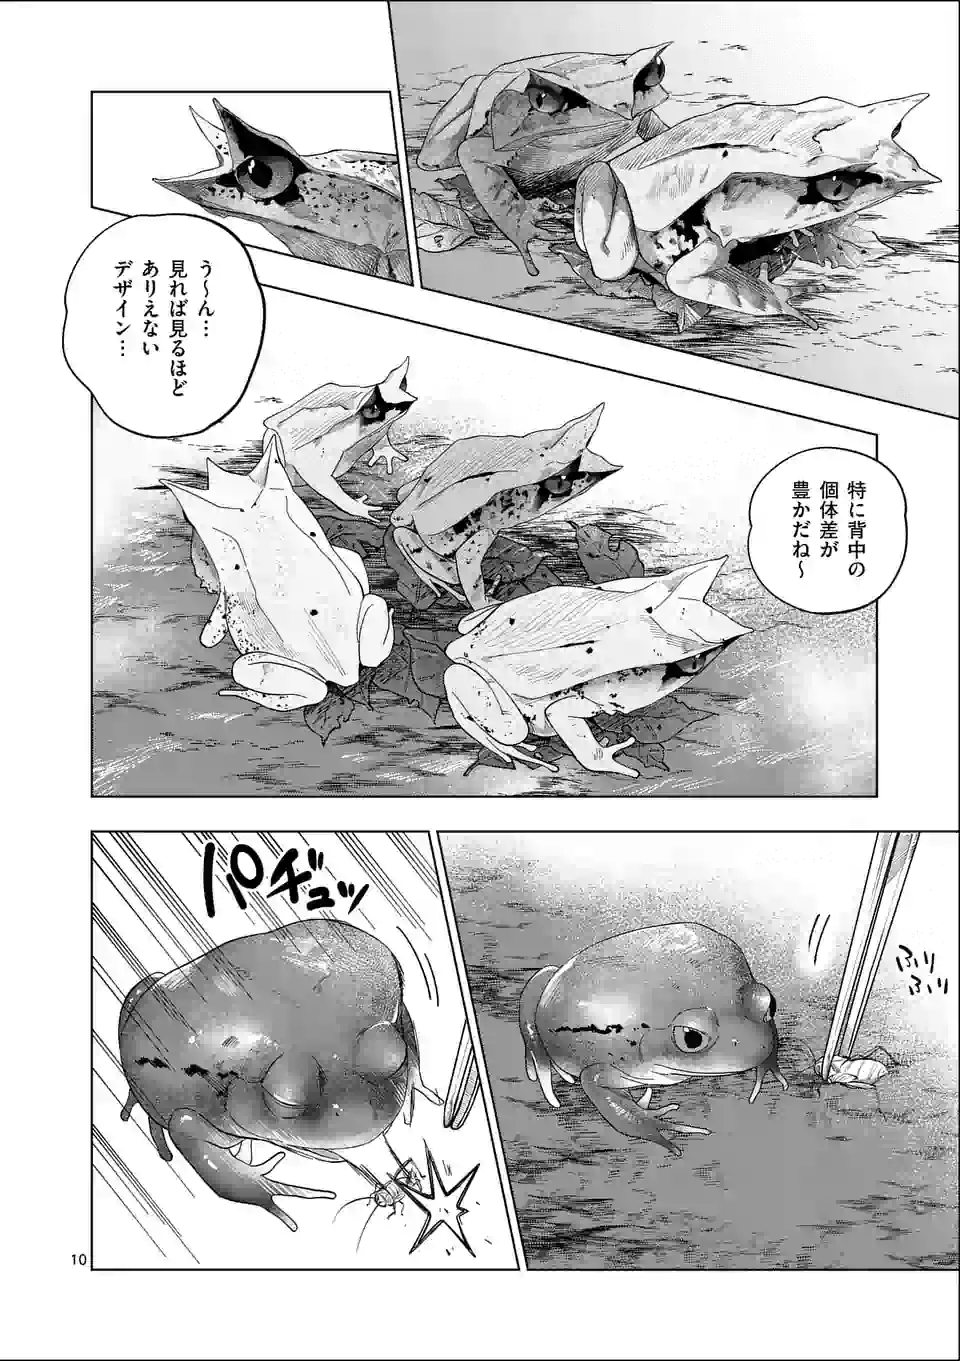 う〜ん…
見れば見るほど
ありえない
デザイン…
特に背中の
個体差が
豊かだね〜
ふり
ふり
パヂュッ
10